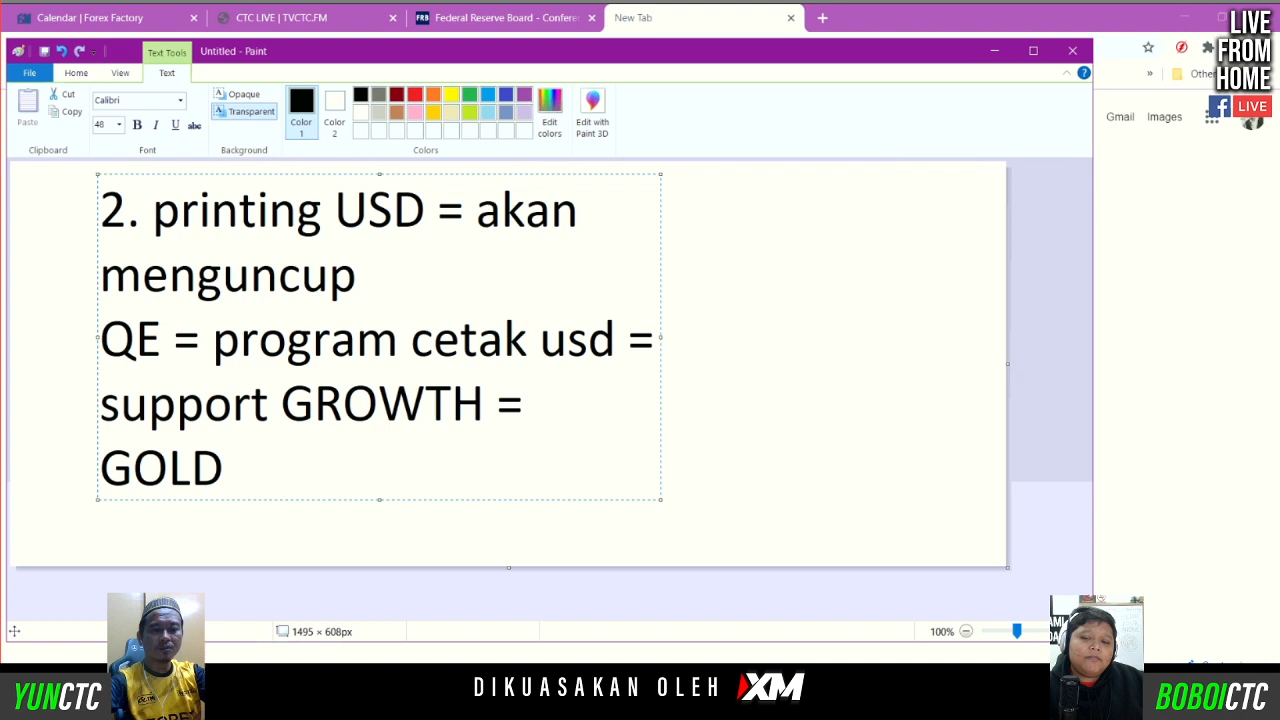 Calendar | Forex Factory
CTC LIVE | TVCTC.FM
FRB
Federal Reserve Board - Confere
New Tab
LIVE
FROM
HOME
LIVE
Text Tools
Untitled - Paint
File
Home
View
Text
Cut
Copy
Paste
Clipboard
Calibri
48
B I U abc
Font
Opaque
Transparent
Background
Color
1
Color
2
Edit
colors
Edit with
Paint 3D
Colors
Other
Gmail
Images
2. printing USD = akan
menguncup
QE = program cetak usd =
support GROWTH =
GOLD
1495 × 608px
100%
DIKUASAKAN OLEH XM
YUNCTC
BOBOICTC